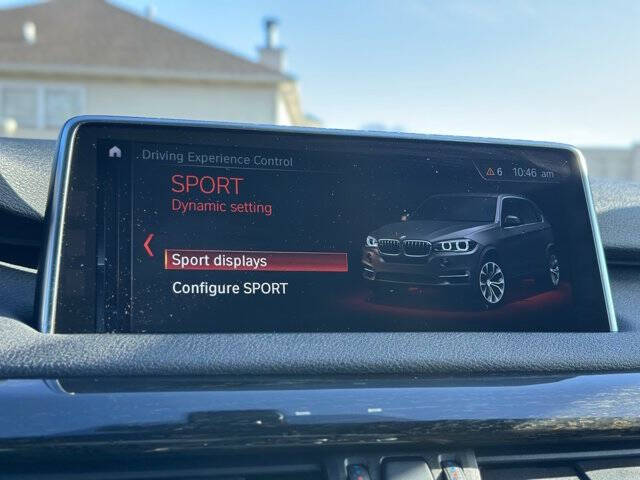 Driving Experience Control
6 10:46 am
SPORT
Dynamic setting
Sport displays
Configure SPORT